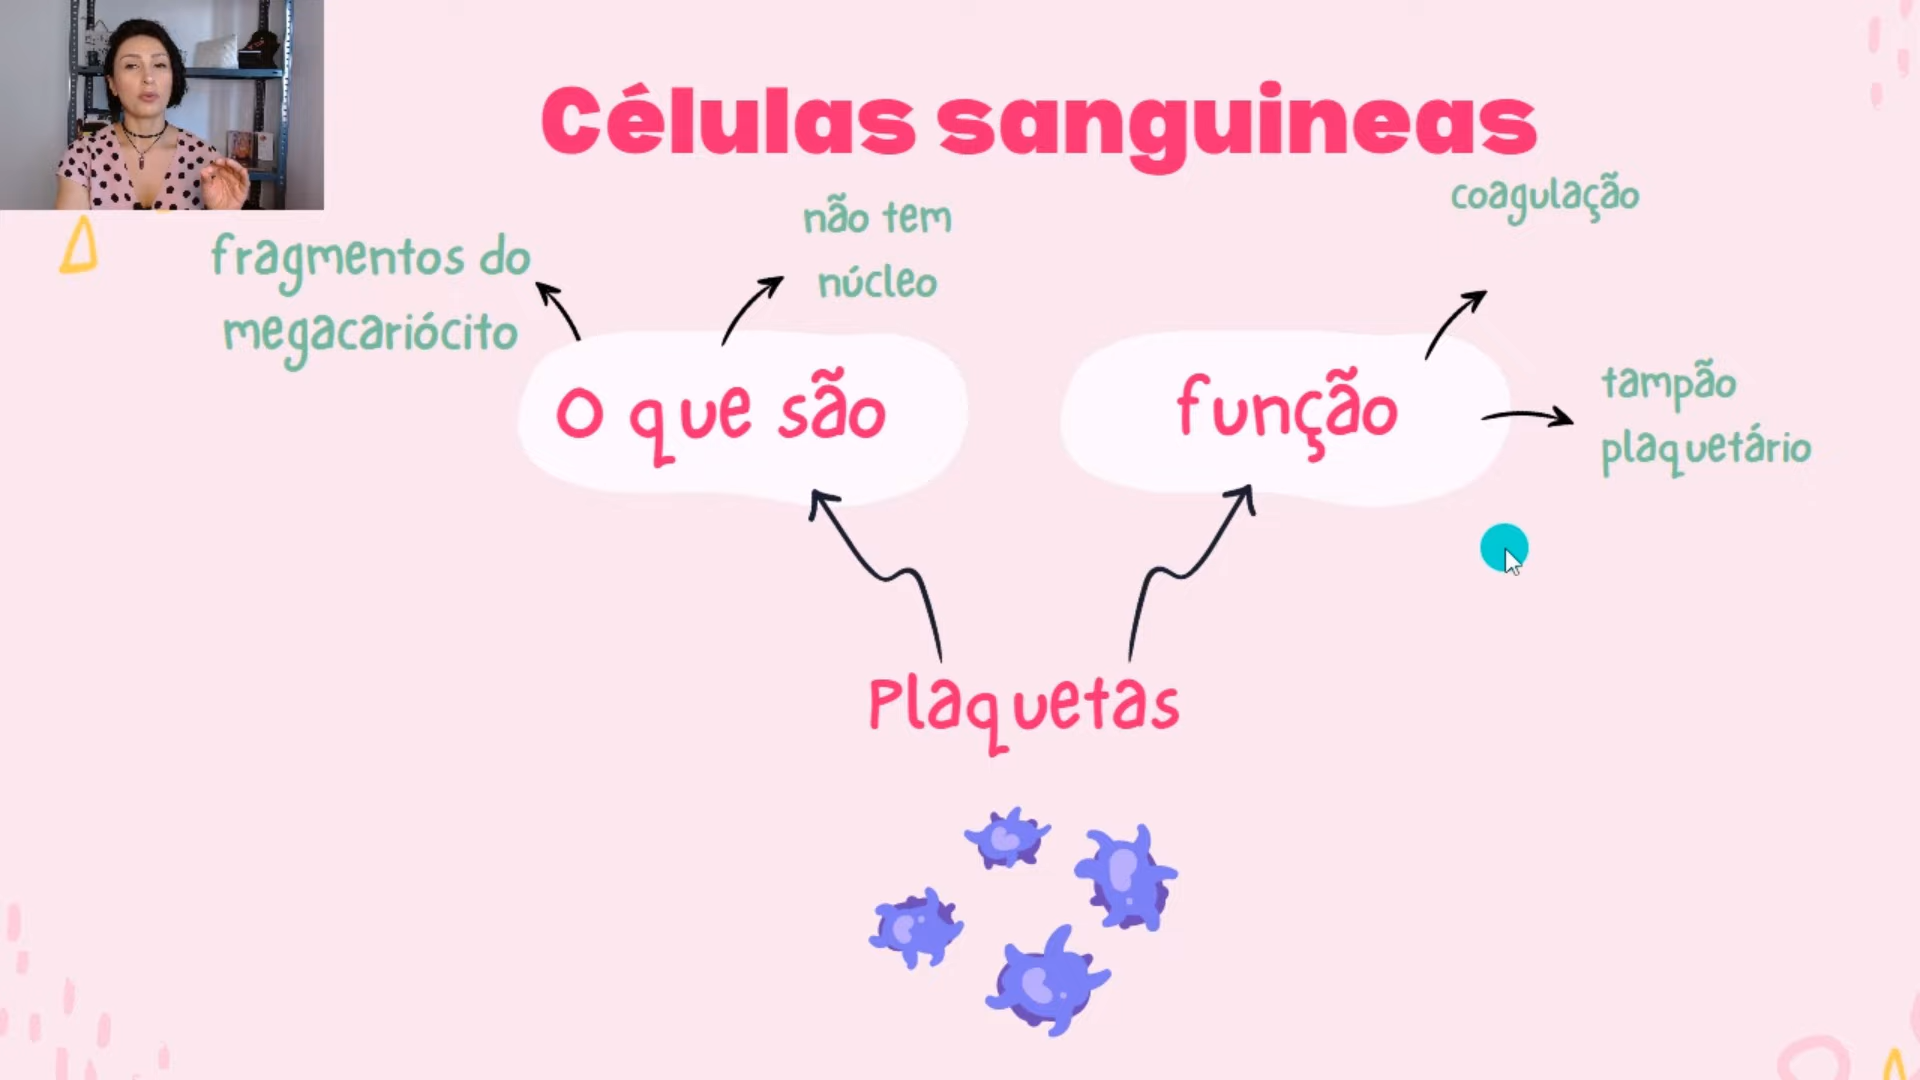 Células sanguineas
fragmentos do
megacariócito
não tem
núcleo
coagulação
tampão
plaquetário
O que são
função
Plaquetas